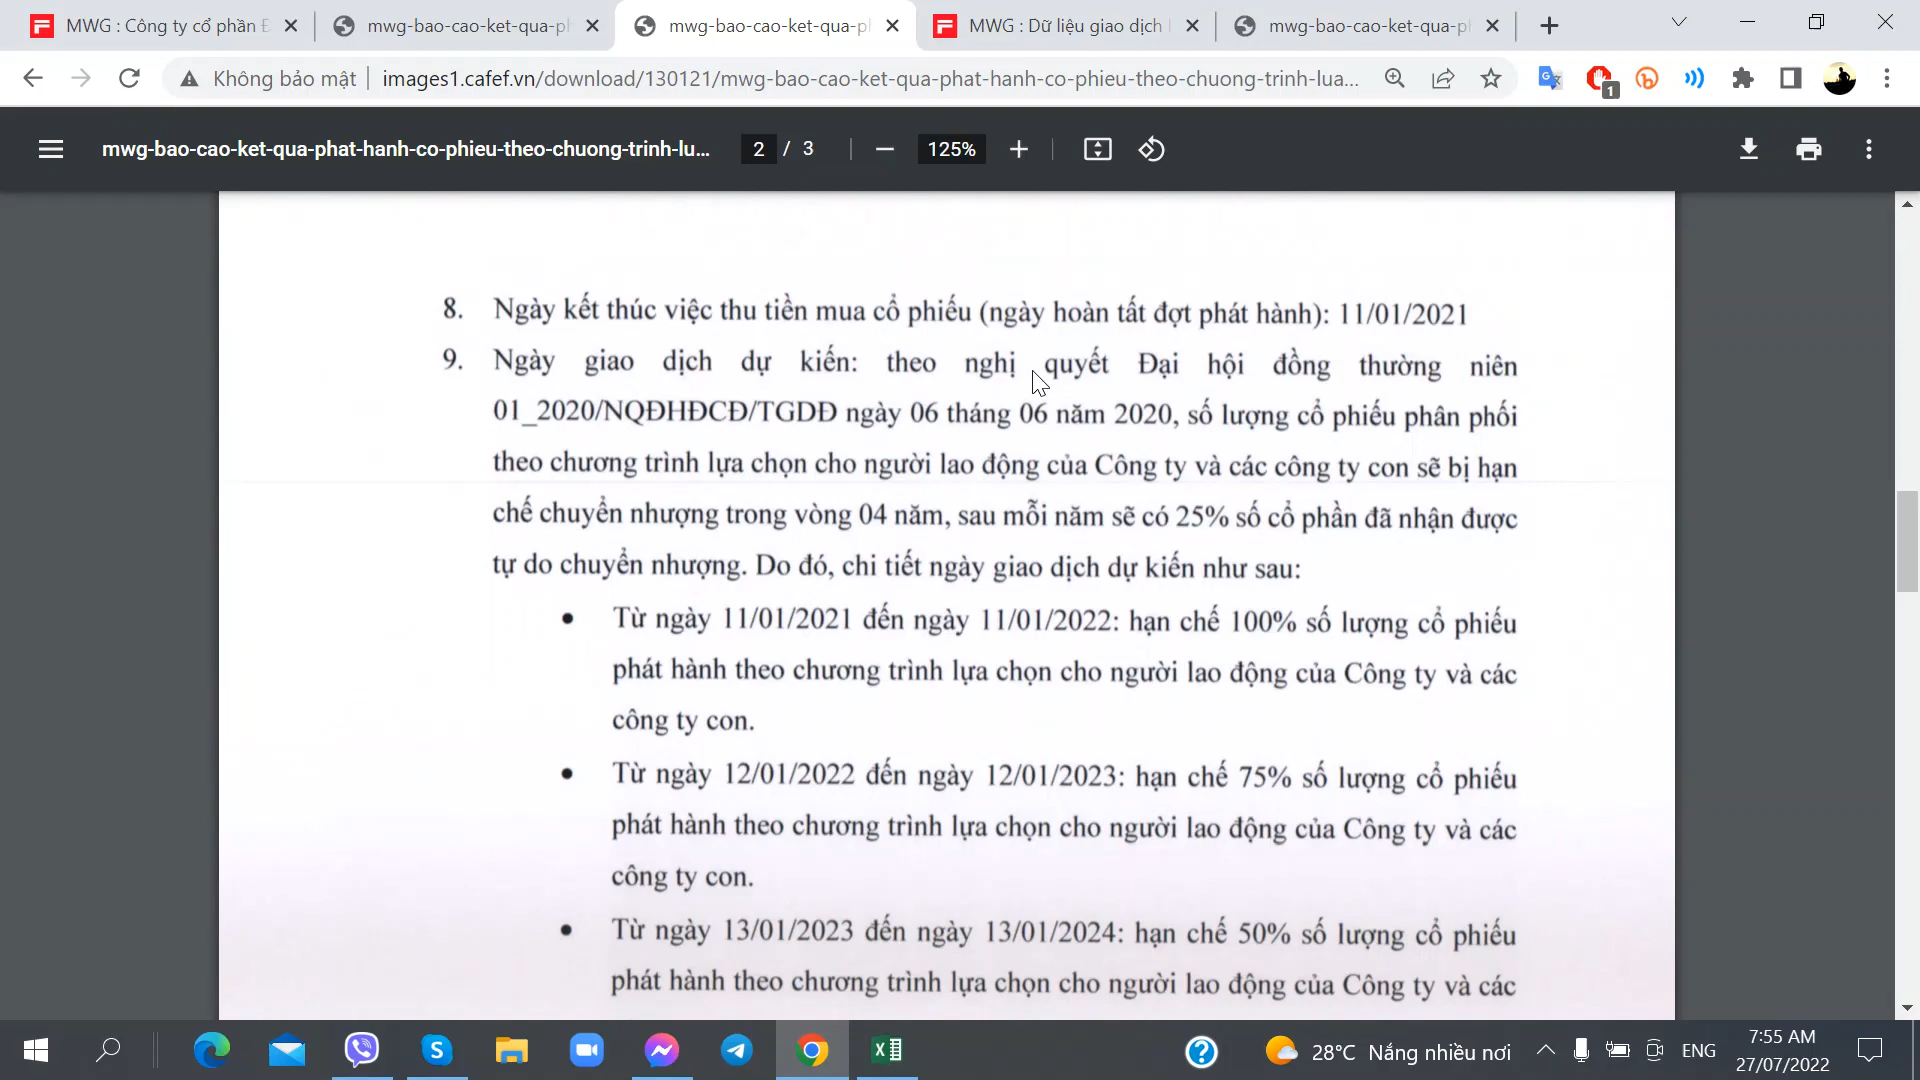 MWG : Công ty cổ phần
mwg-bao-cao-ket-qua-ph
mwg-bao-cao-ket-qua-ph
MWG : Dữ liệu giao dịch
mwg-bao-cao-ket-qua-ph
Không bảo mật
images1.cafef.vn/download/130121/mwg-bao-cao-ket-qua-phat-hanh-co-phieu-theo-chuong-trinh-lua...
1
mwg-bao-cao-ket-qua-phat-hanh-co-phieu-theo-chuong-trinh-lu...
2 / 3
125%
8. Ngày kết thúc việc thu tiền mua cổ phiếu (ngày hoàn tất đợt phát hành): 11/01/2021
9. Ngày giao dịch dự kiến: theo nghị quyết Đại hội đồng thường niên
01_2020/NQĐHĐCĐ/TGDĐ ngày 06 tháng 06 năm 2020, số lượng cổ phiếu phân phối
theo chương trình lựa chọn cho người lao động của Công ty và các công ty con sẽ bị hạn
chế chuyển nhượng trong vòng 04 năm, sau mỗi năm sẽ có 25% số cổ phần đã nhận được
tự do chuyển nhượng. Do đó, chi tiết ngày giao dịch dự kiến như sau:
• Từ ngày 11/01/2021 đến ngày 11/01/2022: hạn chế 100% số lượng cổ phiếu
phát hành theo chương trình lựa chọn cho người lao động của Công ty và các
công ty con.
• Từ ngày 12/01/2022 đến ngày 12/01/2023: hạn chế 75% số lượng cổ phiếu
phát hành theo chương trình lựa chọn cho người lao động của Công ty và các
công ty con.
• Từ ngày 13/01/2023 đến ngày 13/01/2024: hạn chế 50% số lượng cổ phiếu
phát hành theo chương trình lựa chọn cho người lao động của Công ty và các
28°C Nắng nhiều nơi
ENG
7:55 AM
27/07/2022